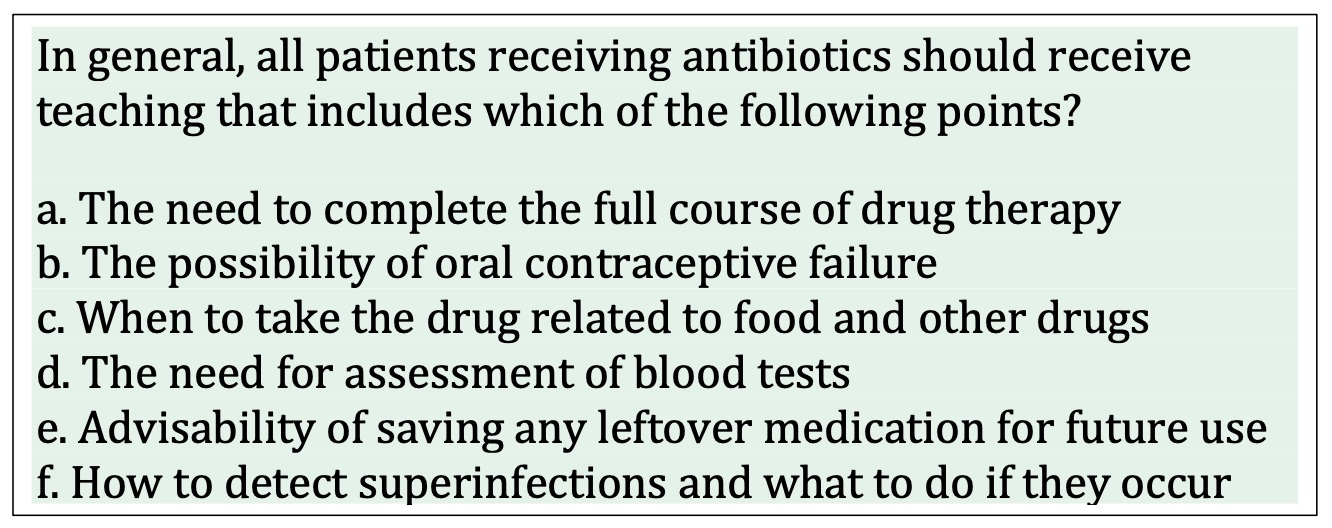 In general, all patients receiving antibiotics should receive
teaching that includes which of the following points?
a. The need to complete the full course of drug therapy
b. The possibility of oral contraceptive failure
c. When to take the drug related to food and other drugs
d. The need for assessment of blood tests
e. Advisability of saving any leftover medication for future use
f. How to detect superinfections and what to do if they occur